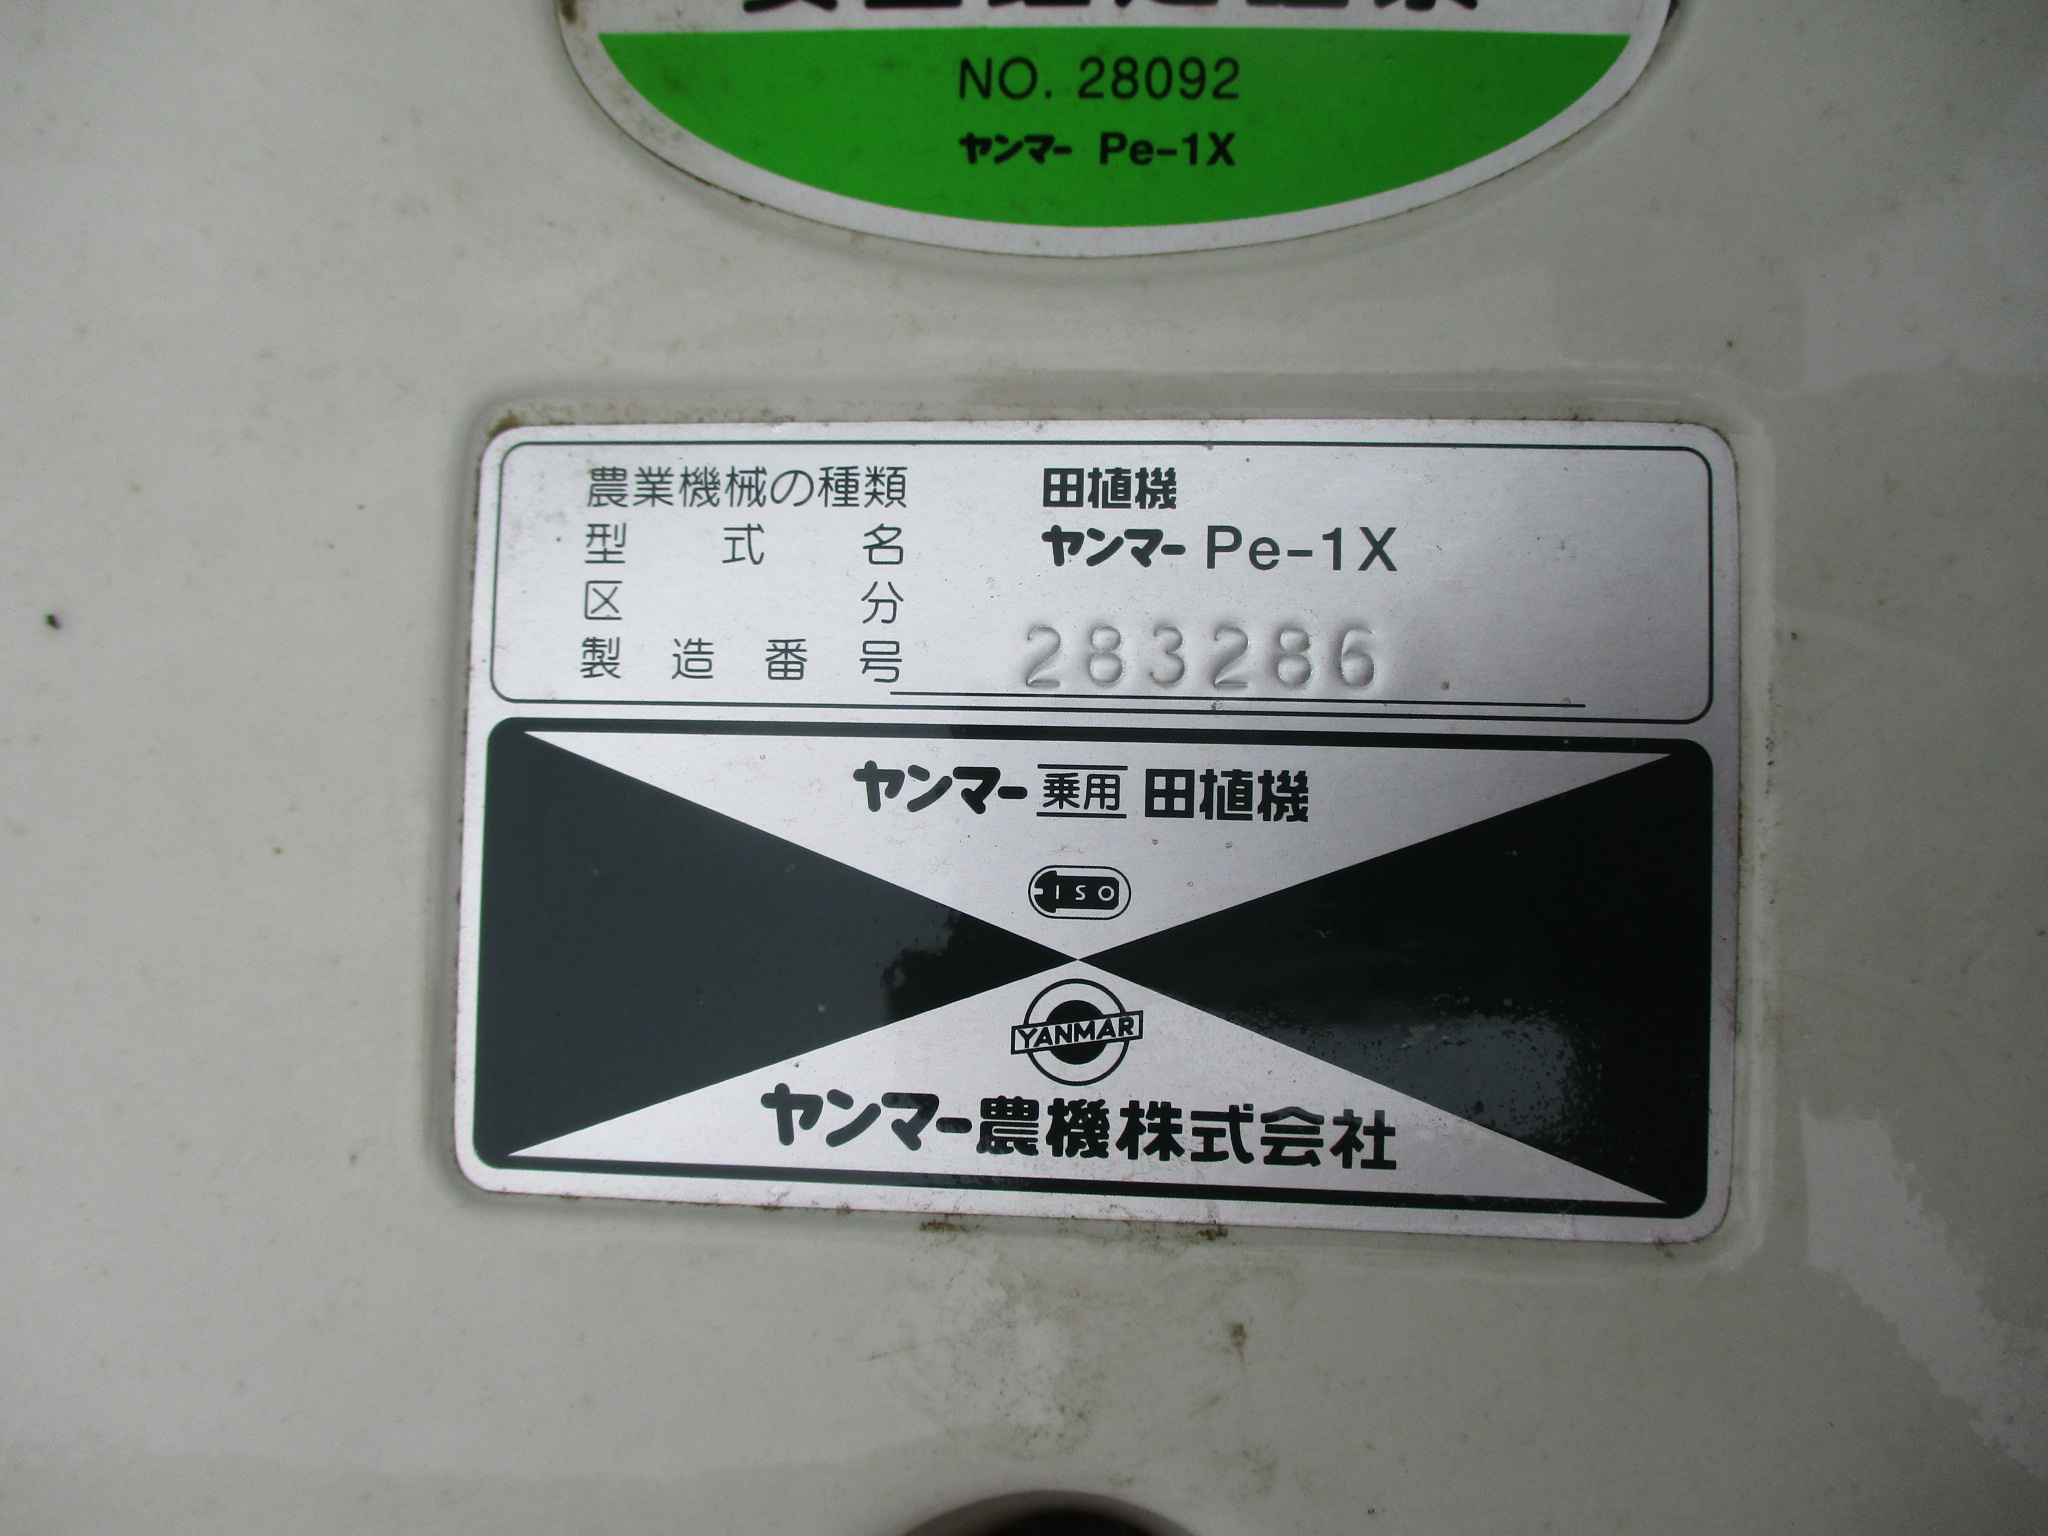 NO. 28092
ヤンマー Pe-1X
農業機械の種類 田植機
型式名 ヤンマー Pe-1X
区分
製造番号 283286
ヤンマー 乗用 田植機
ISO
YANMAR
ヤンマー農機株式会社